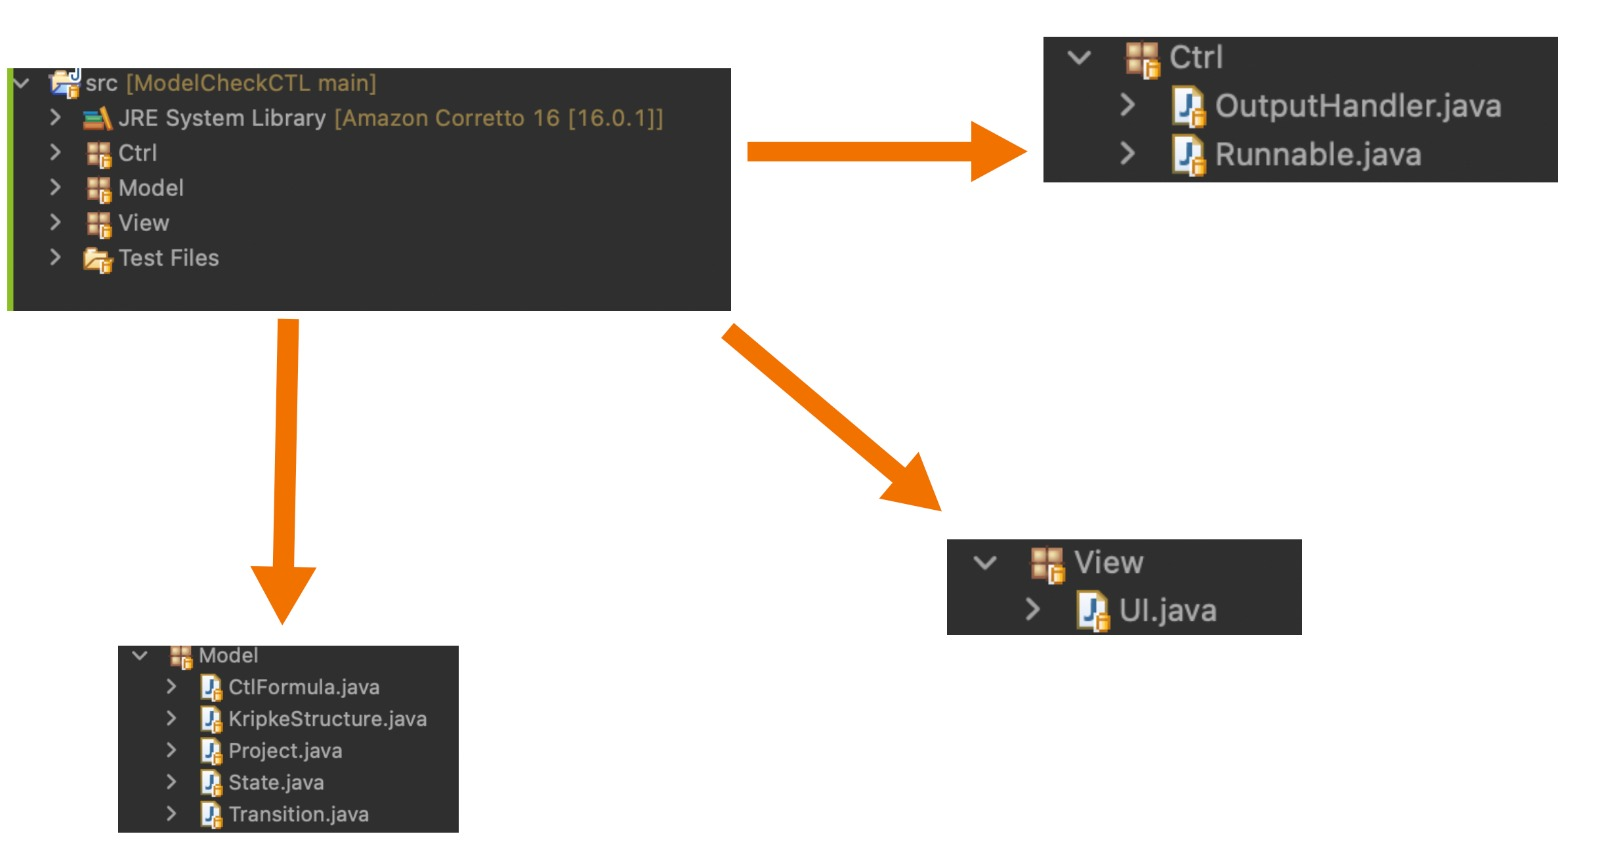 src [ModelCheckCTL main]
JRE System Library [Amazon Corretto 16 [16.0.1]]
Ctrl
Model
View
Test Files
Ctrl
OutputHandler.java
Runnable.java
View
UI.java
Model
CtlFormula.java
KripkeStructure.java
Project.java
State.java
Transition.java